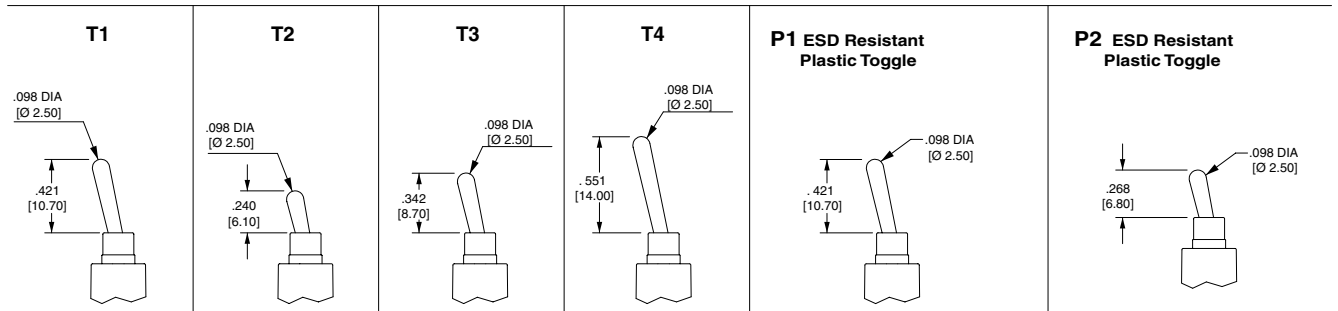 T1
.098 DIA
[Ø 2.50]
.421
[10.70]
T2
.098 DIA
[Ø 2.50]
.240
[6.10]
T3
.098 DIA
[Ø 2.50]
.342
[8.70]
T4
.098 DIA
[Ø 2.50]
. 551
[14.00]
P1 ESD Resistant
Plastic Toggle
.098 DIA
[Ø 2.50]
. 421
[10.70]
P2 ESD Resistant
Plastic Toggle
.098 DIA
[Ø 2.50]
.268
[6.80]